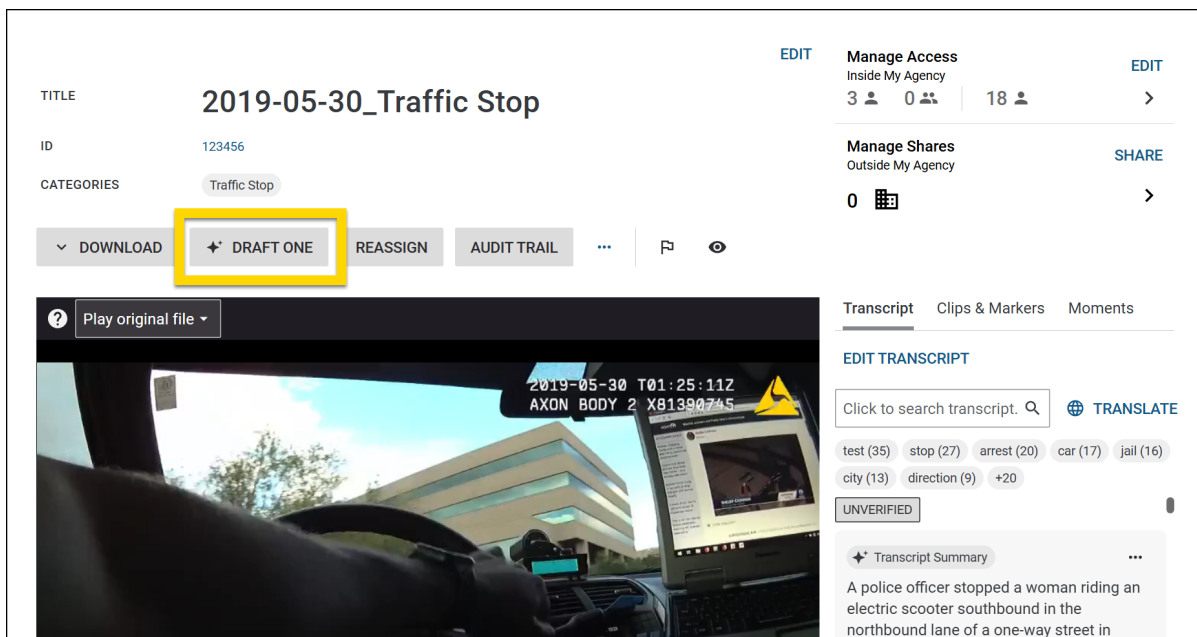 EDIT
TITLE
2019-05-30_Traffic Stop
ID
123456
CATEGORIES
Traffic Stop
DOWNLOAD
DRAFT ONE
REASSIGN
AUDIT TRAIL
Manage Access
Inside My Agency
EDIT
3 0 18
Manage Shares
Outside My Agency
SHARE
0
Play original file
2019-05-30 T01:25:11Z
AXON BODY 2 X81390745
Transcript Clips & Markers Moments
EDIT TRANSCRIPT
Click to search transcript.
TRANSLATE
test (35) stop (27) arrest (20) car (17) jail (16)
city (13) direction (9) +20
UNVERIFIED
Transcript Summary
A police officer stopped a woman riding an
electric scooter southbound in the
northbound lane of a one-way street in